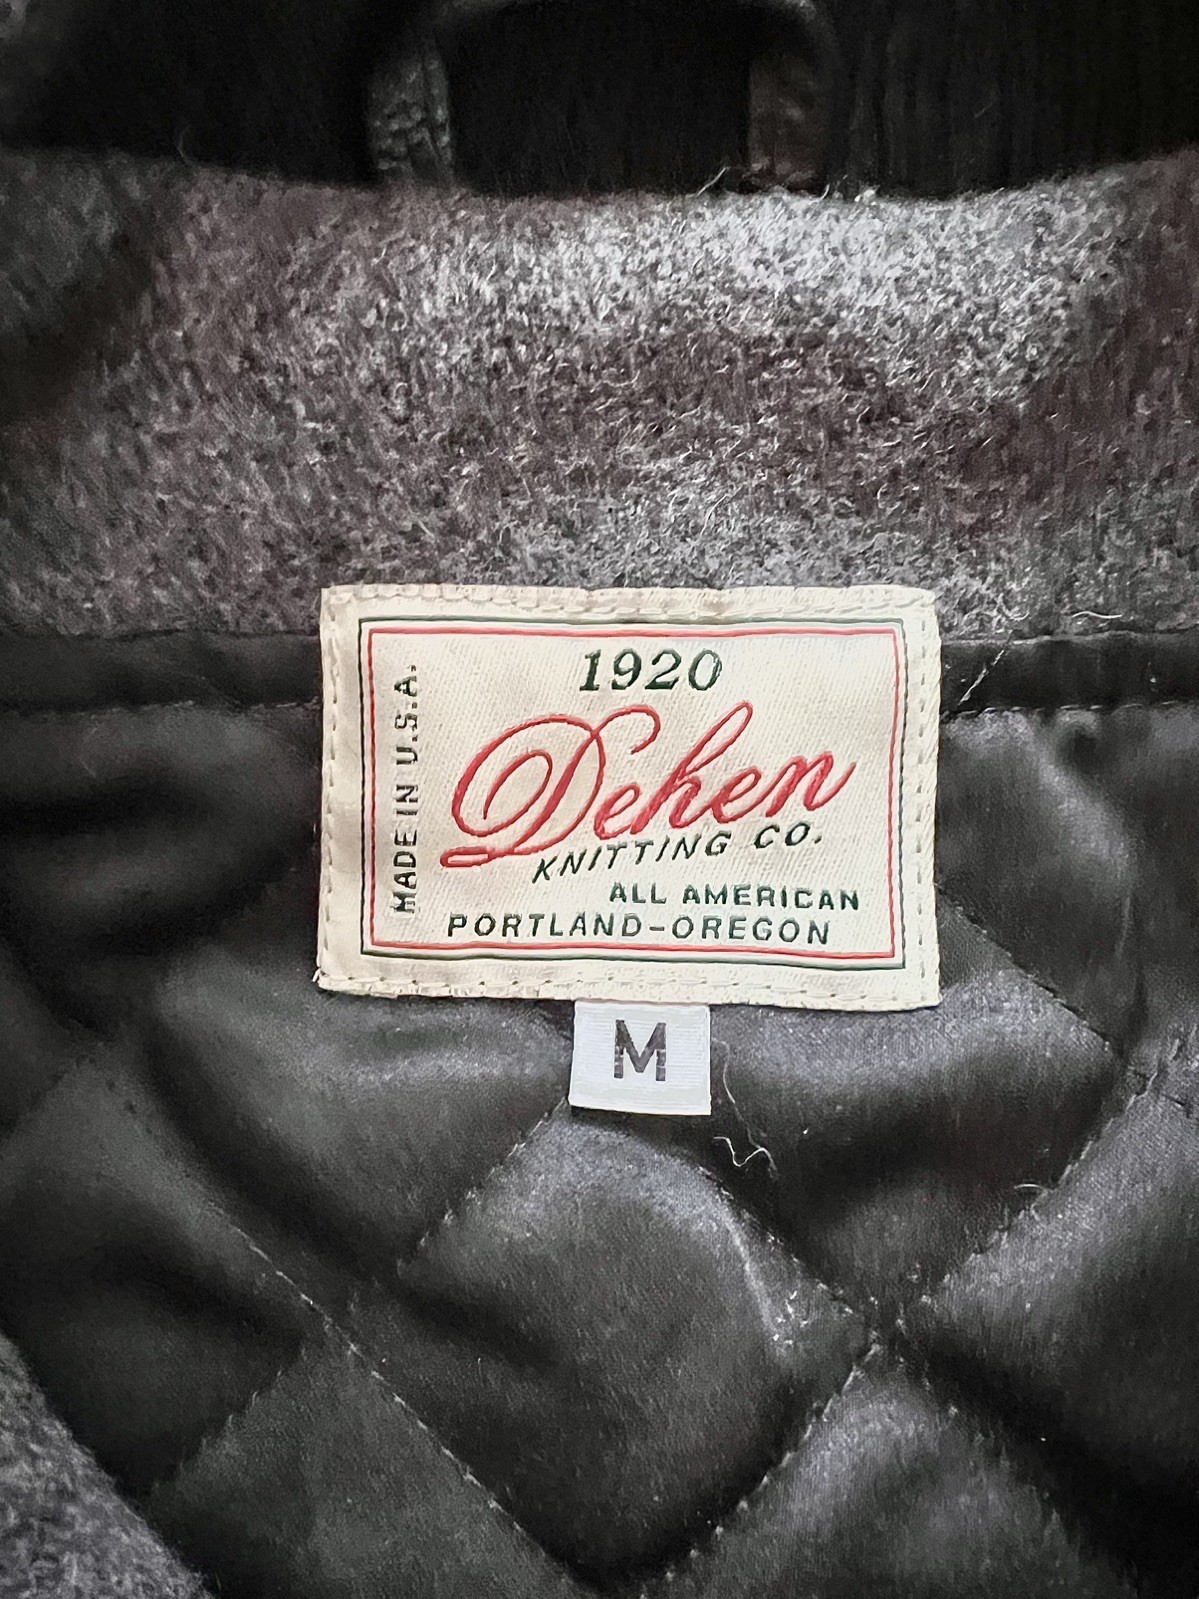 1920
Dehen
KNITTING CO.
ALL AMERICAN
PORTLAND-OREGON
MADE IN U.S.A.
M